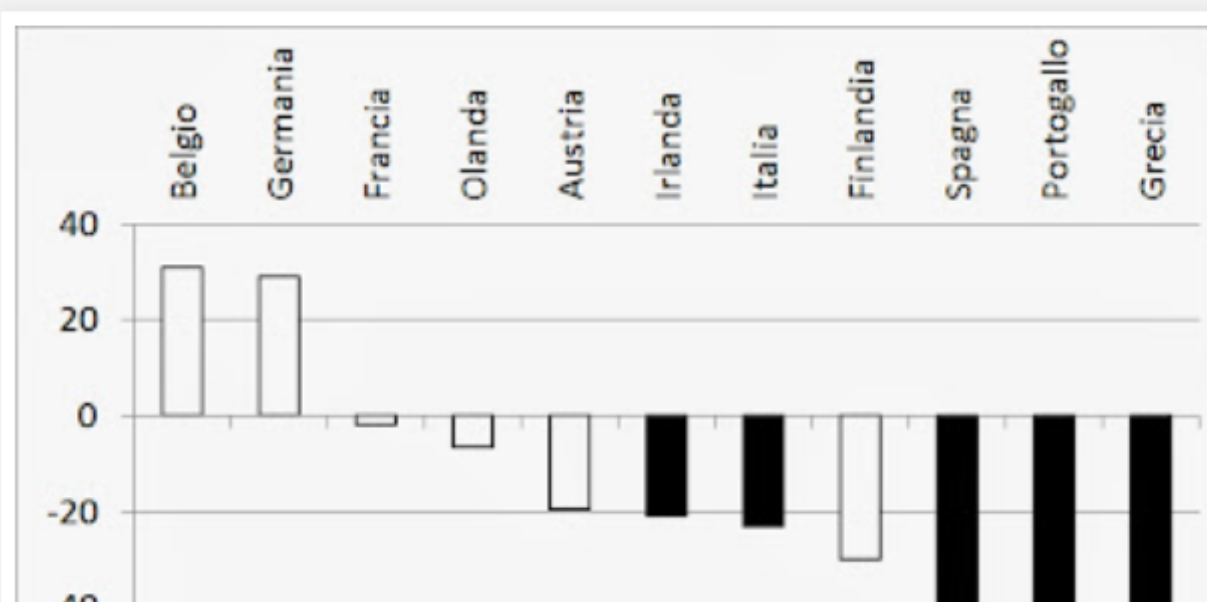 Belgio
Germania
Francia
Olanda
Austria
Irlanda
Italia
Finlandia
Spagna
Portogallo
Grecia
40
20
0
-20